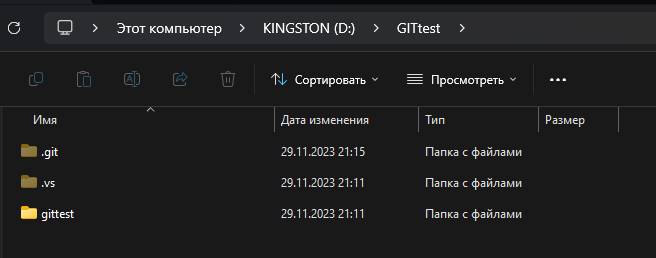 Этот компьютер > KINGSTON (D:) > GITtest >
Сортировать Просмотреть ...
Имя Дата изменения Тип Размер
.git 29.11.2023 21:15 Папка с файлами
.vs 29.11.2023 21:11 Папка с файлами
gittest 29.11.2023 21:11 Папка с файлами